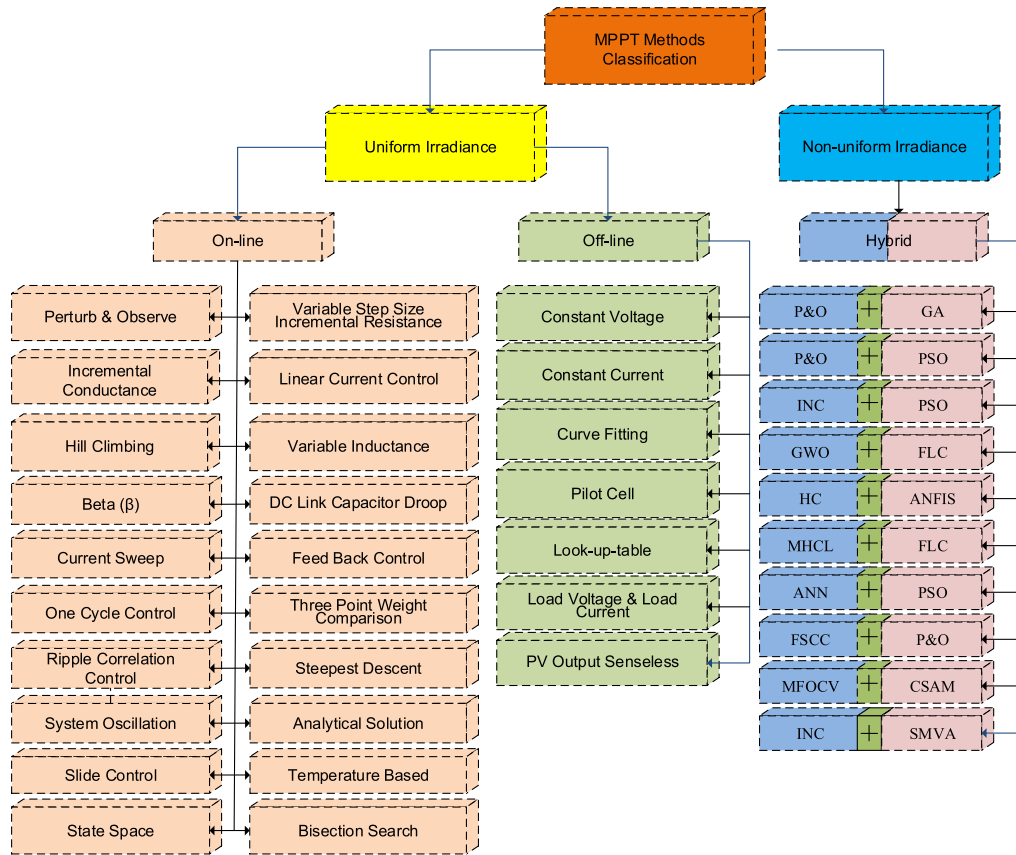 MPPT Methods
Classification
Uniform Irradiance
Non-uniform Irradiance
On-line
Off-line
Hybrid
Perturb & Observe
Variable Step Size
Incremental Resistance
Incremental
Conductance
Linear Current Control
Hill Climbing
Variable Inductance
Beta (β)
DC Link Capacitor Droop
Current Sweep
Feed Back Control
One Cycle Control
Three Point Weight
Comparison
Ripple Correlation
Control
Steepest Descent
System Oscillation
Analytical Solution
Slide Control
Temperature Based
State Space
Bisection Search
Constant Voltage
Constant Current
Curve Fitting
Pilot Cell
Look-up-table
Load Voltage & Load
Current
PV Output Senseless
P&O + GA
P&O + PSO
INC + PSO
GWO + FLC
HC + ANFIS
MHCL + FLC
ANN + PSO
FSCC + P&O
MFOCV + CSAM
INC + SMVA